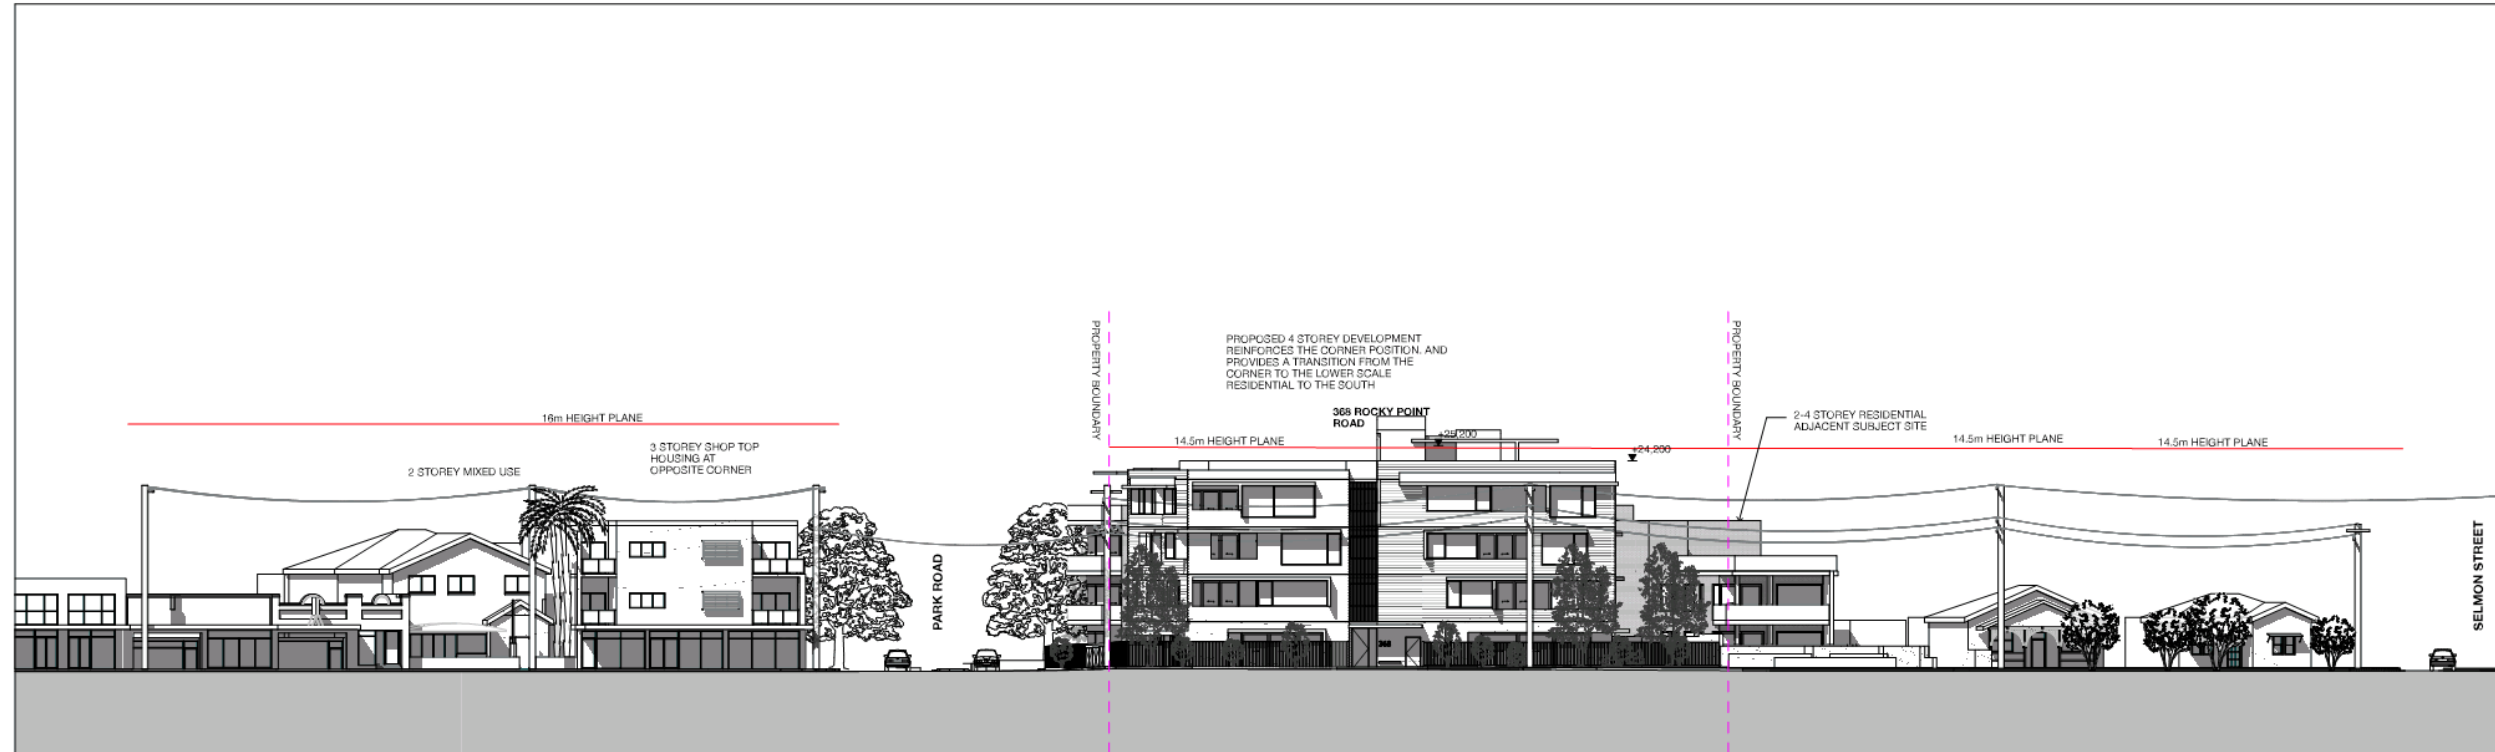 16m HEIGHT PLANE
2 STOREY MIXED USE
3 STOREY SHOP TOP
HOUSING AT
OPPOSITE CORNER
PARK ROAD
PROPERTY BOUNDARY
PROPOSED 4 STOREY DEVELOPMENT
REINFORCES THE CORNER POSITION. AND
PROVIDES A TRANSITION FROM THE
CORNER TO THE LOWER SCALE
RESIDENTIAL TO THE SOUTH
368 ROCKY POINT
ROAD
14.5m HEIGHT PLANE
+25,200
+24,200
368
PROPERTY BOUNDARY
2-4 STOREY RESIDENTIAL
ADJACENT SUBJECT SITE
14.5m HEIGHT PLANE
14.5m HEIGHT PLANE
SELMON STREET